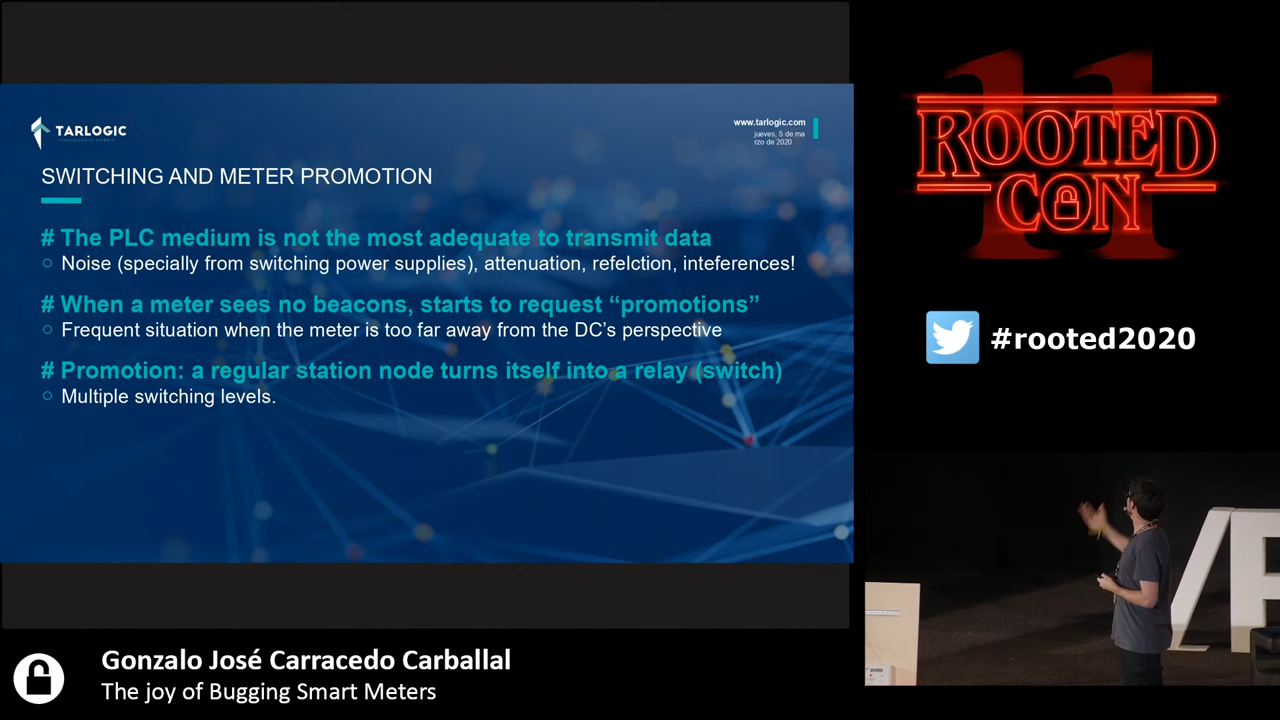 TARLOGIC
www.tarlogic.com
jueves, 5 de ma
rzo de 2020
SWITCHING AND METER PROMOTION
# The PLC medium is not the most adequate to transmit data
○ Noise (specially from switching power supplies), attenuation, refelction, inteferences!
# When a meter sees no beacons, starts to request “promotions”
○ Frequent situation when the meter is too far away from the DC’s perspective
# Promotion: a regular station node turns itself into a relay (switch)
○ Multiple switching levels.
11
ROOTED
CON
#rooted2020
Gonzalo José Carracedo Carballal
The joy of Bugging Smart Meters